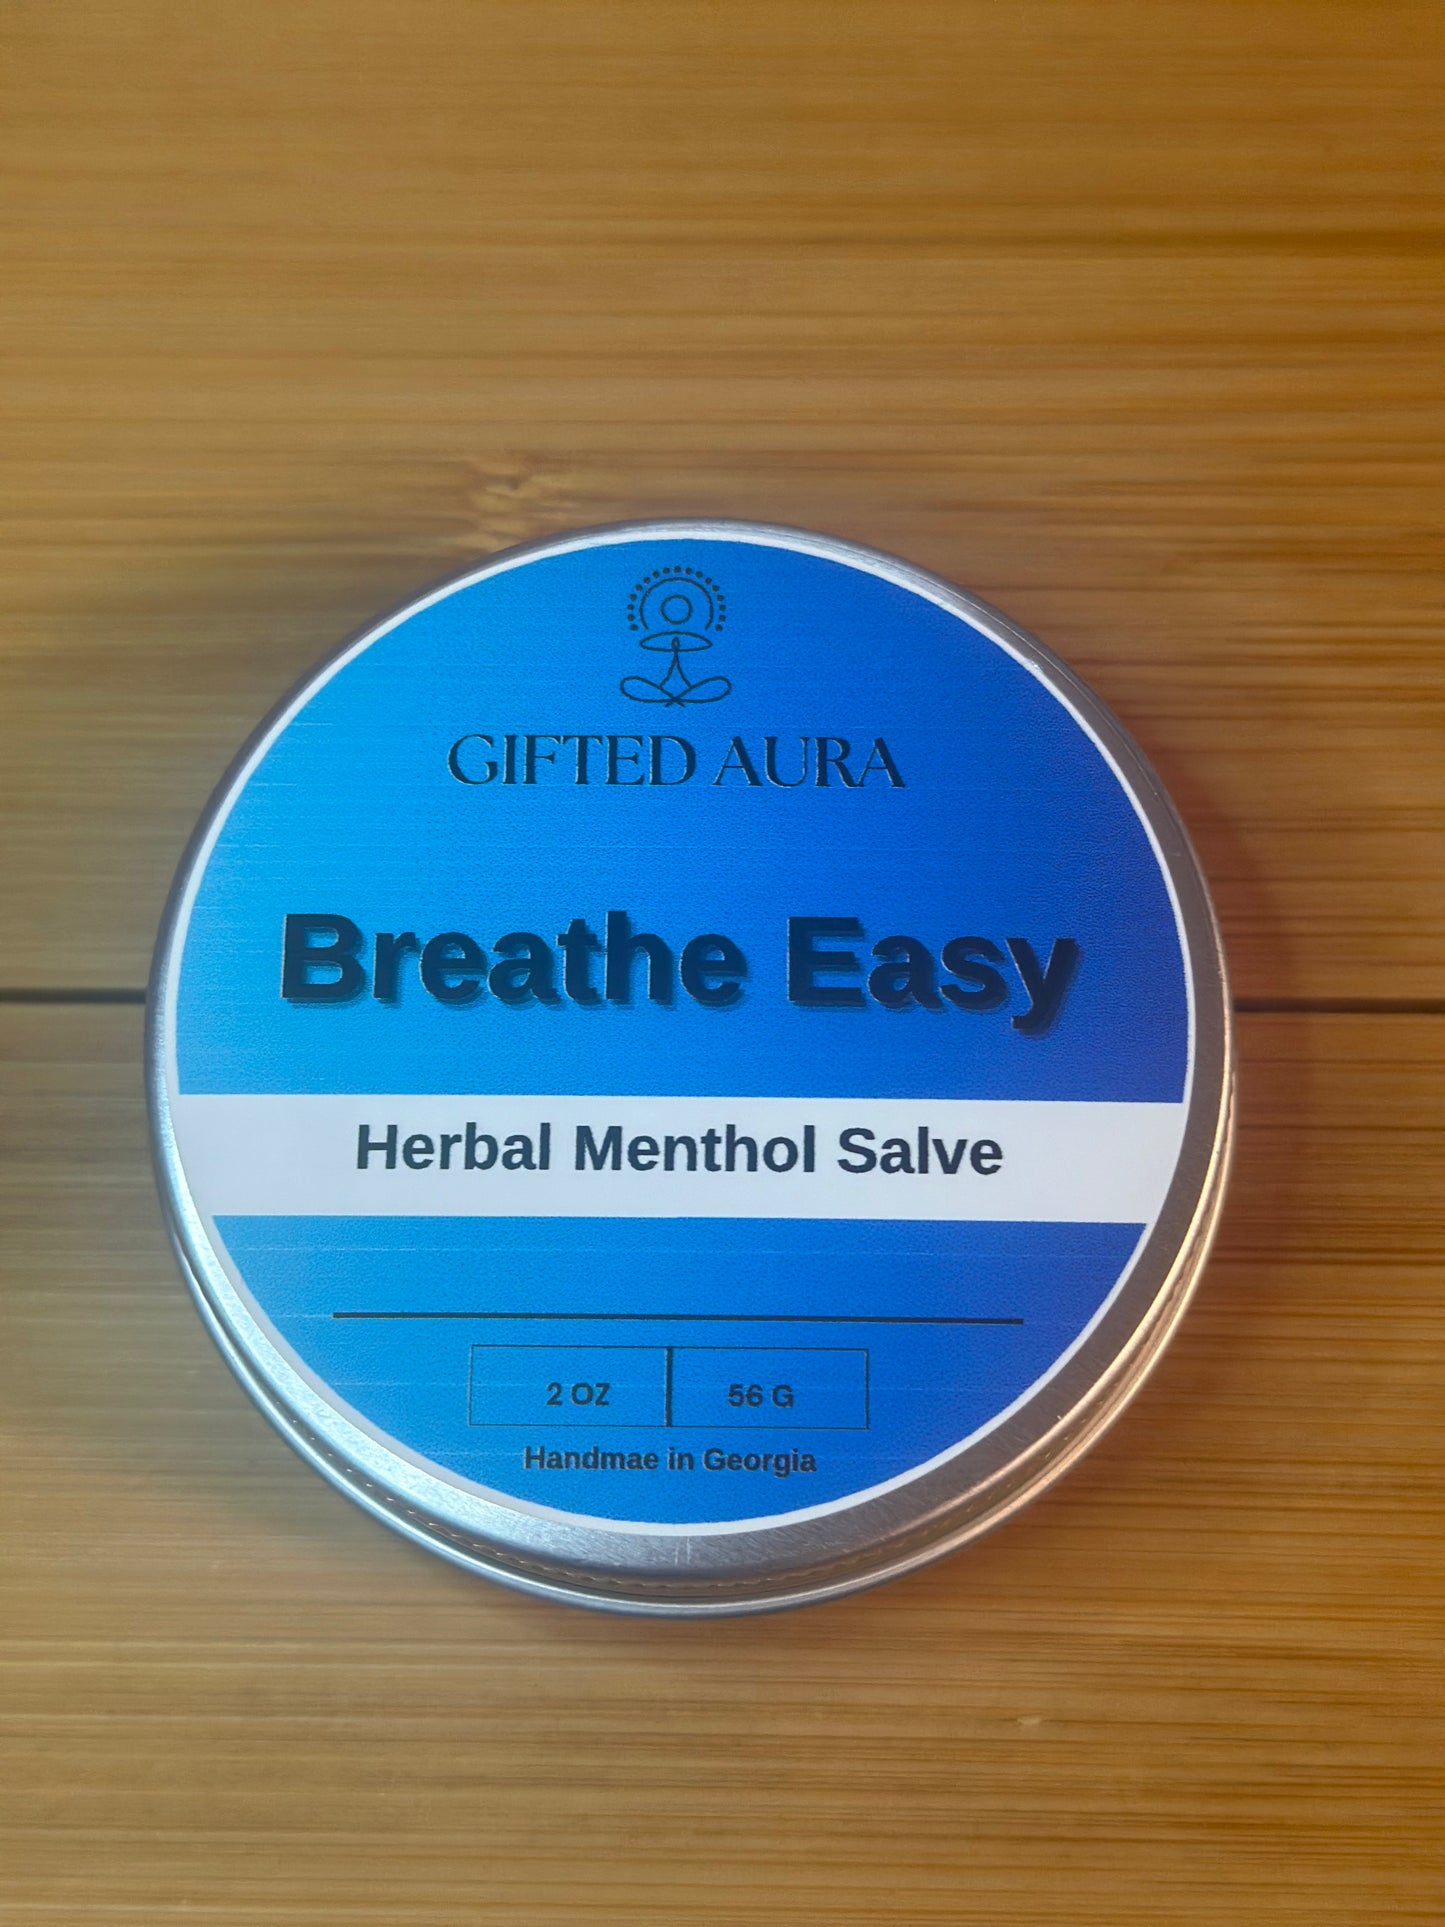 GIFTED AURA
Breathe Easy
Herbal Menthol Salve
2 OZ 56 G
Handmae in Georgia